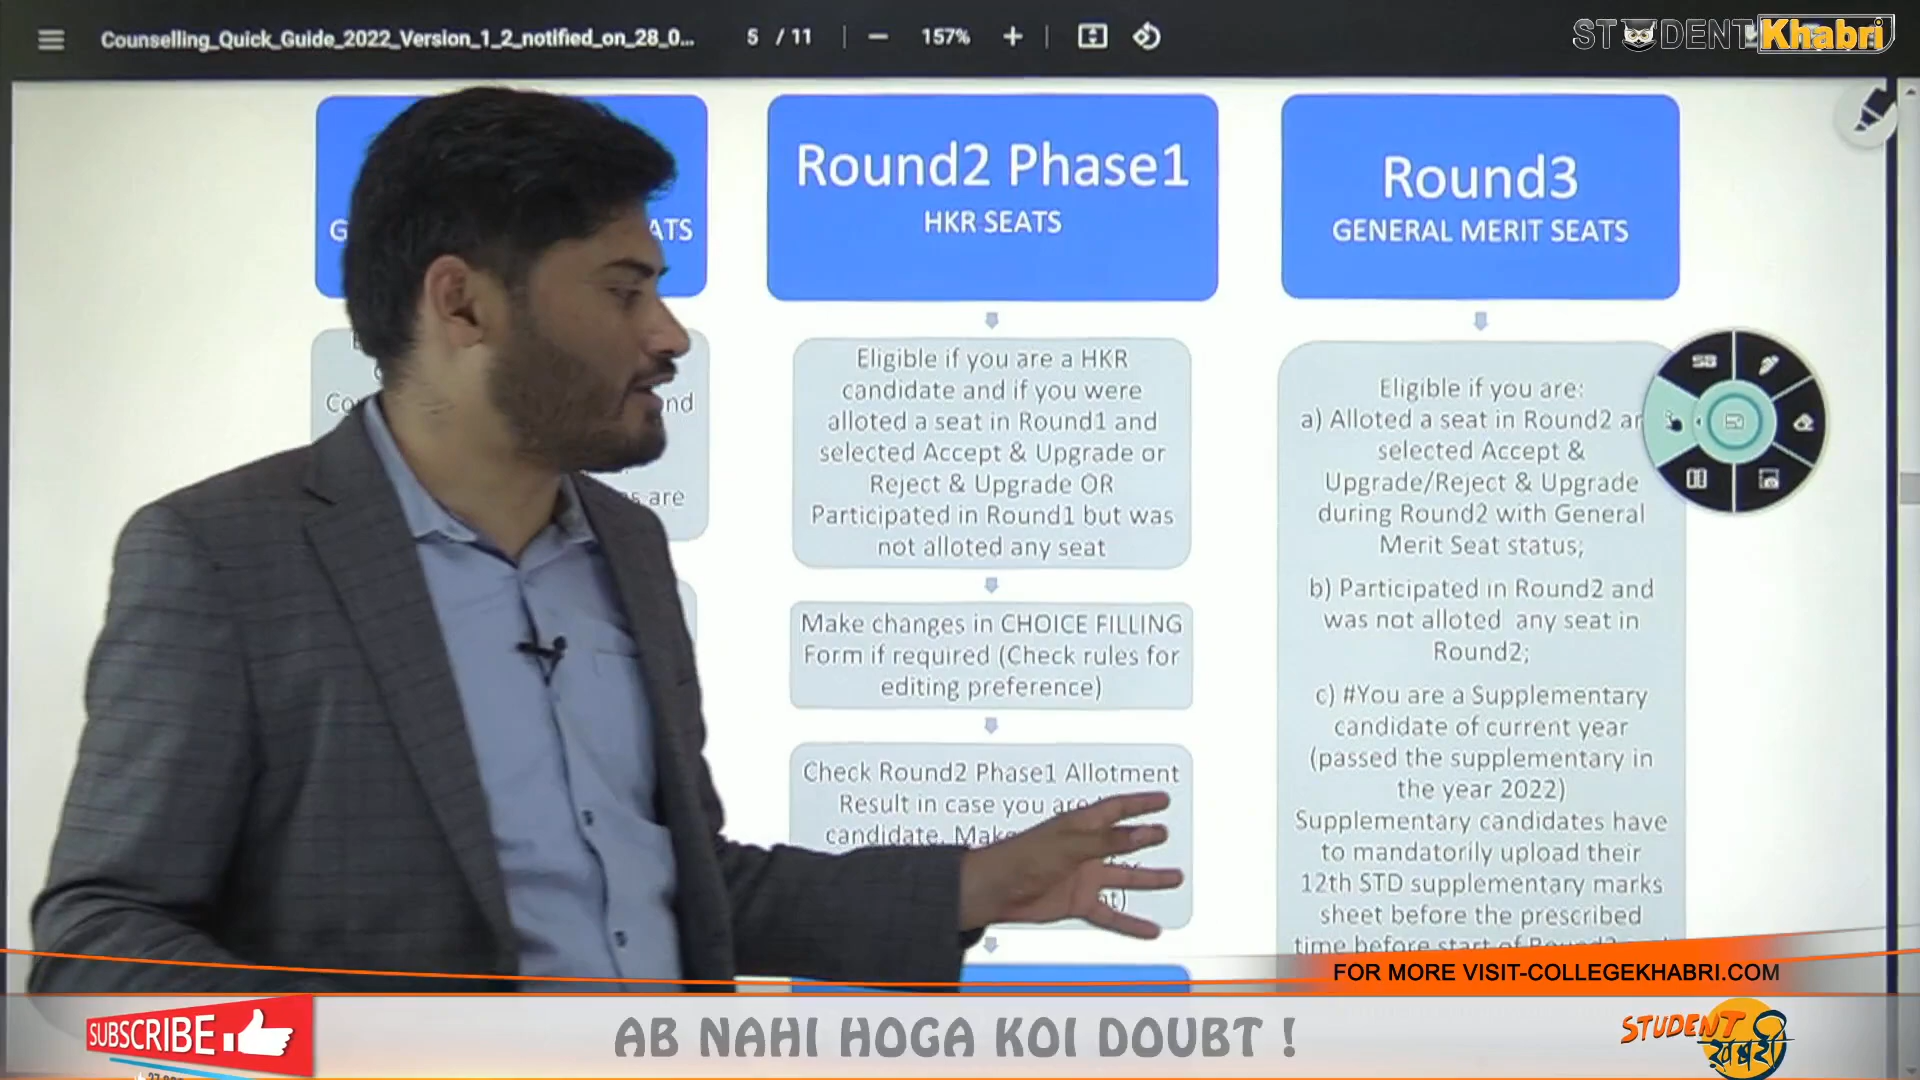 Counselling_Quick_Guide_2022_Version_1_2_notified_on_28_0...
5 / 11
157%
STUDENT Khabri
ATS
Round2 Phase1
HKR SEATS
Round3
GENERAL MERIT SEATS
and
are
Eligible if you are a HKR
candidate and if you were
alloted a seat in Round1 and
selected Accept & Upgrade or
Reject & Upgrade OR
Participated in Round1 but was
not alloted any seat
Make changes in CHOICE FILLING
Form if required (Check rules for
editing preference)
Check Round2 Phase1 Allotment
Result in case you are
candidate. Make
Eligible if you are:
a) Alloted a seat in Round2
selected Accept &
Upgrade/Reject & Upgrade
during Round2 with General
Merit Seat status;
b) Participated in Round2 and
was not alloted any seat in
Round2;
c) #You are a Supplementary
candidate of current year
(passed the supplementary in
the year 2022)
Supplementary candidates have
to mandatorily upload their
12th STD supplementary marks
sheet before the prescribed
time before start of
FOR MORE VISIT-COLLEGEKHABRI.COM
SUBSCRIBE
AB NAHI HOGA KOI DOUBT !
STUDENT
खबरी